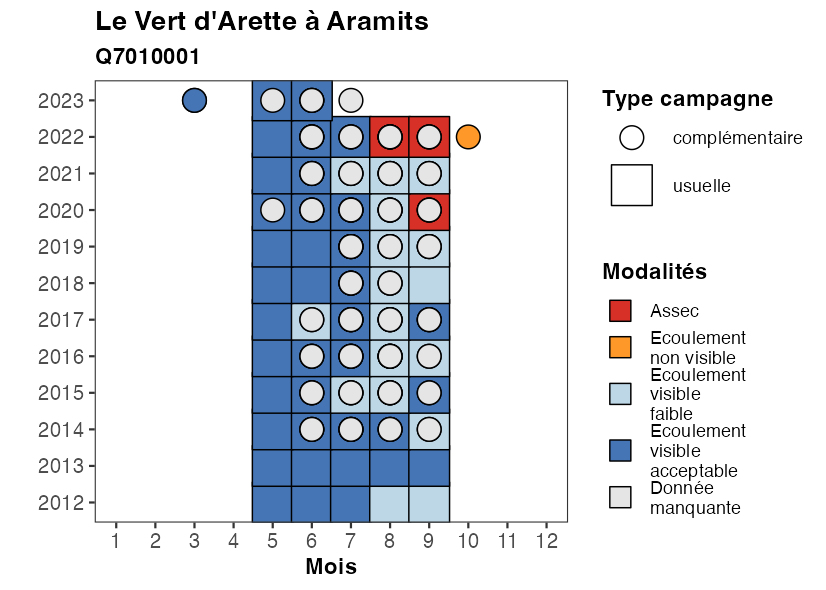 Le Vert d'Arette à Aramits
Q7010001
2023
2022
2021
2020
2019
2018
2017
2016
2015
2014
2013
2012
1 2 3 4 5 6 7 8 9 10 11 12
Mois
Type campagne
complémentaire
usuelle
Modalités
Assec
Ecoulement
non visible
Ecoulement
visible
faible
Ecoulement
visible
acceptable
Donnée
manquante